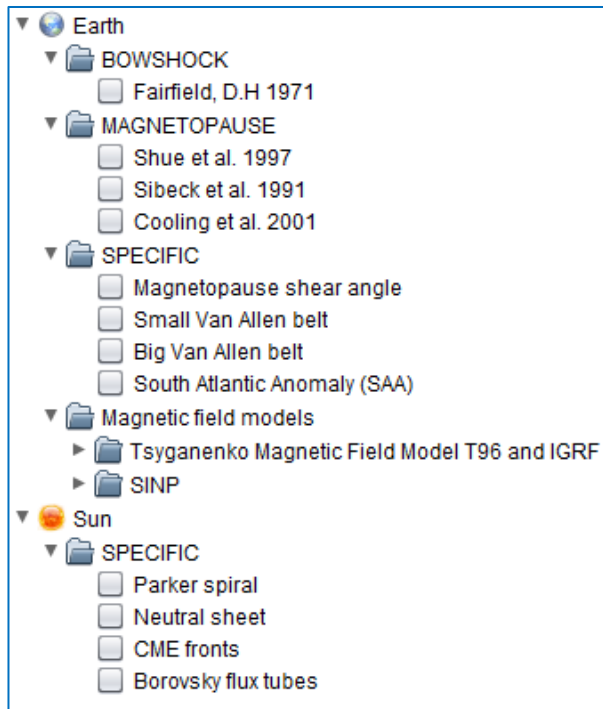 Earth
BOWSHOCK
Fairfield, D.H 1971
MAGNETOPAUSE
Shue et al. 1997
Sibeck et al. 1991
Cooling et al. 2001
SPECIFIC
Magnetopause shear angle
Small Van Allen belt
Big Van Allen belt
South Atlantic Anomaly (SAA)
Magnetic field models
Tsyganenko Magnetic Field Model T96 and IGRF
SINP
Sun
SPECIFIC
Parker spiral
Neutral sheet
CME fronts
Borovsky flux tubes